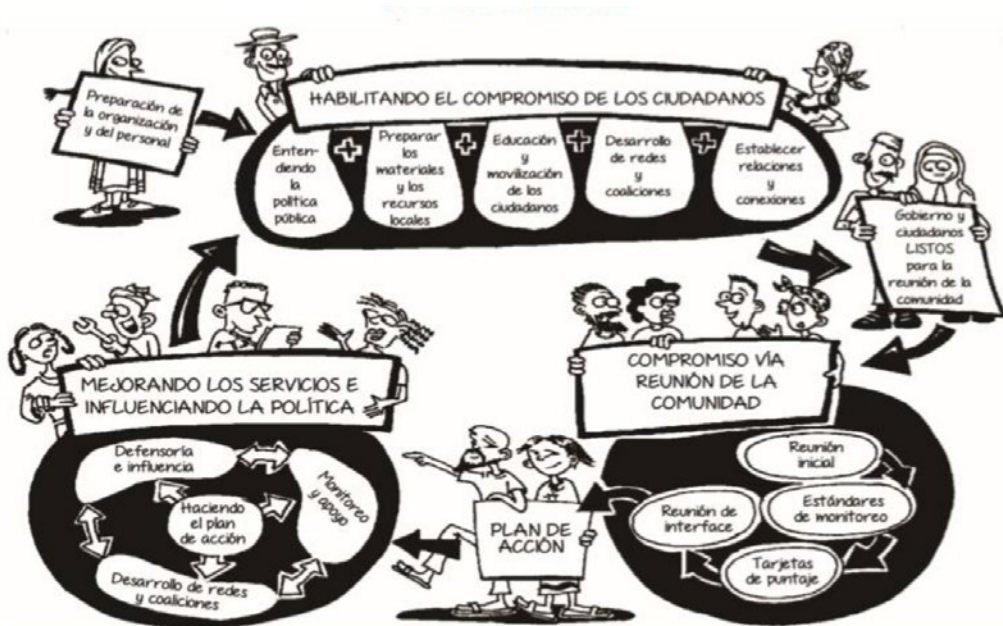 Preparación de
la organización
y del personal
HABILITANDO EL COMPROMISO DE LOS CIUDADANOS
Enten-
diendo
la
política
pública
Preparar
los
materiales
y los
recursos
locales
Educación
y
movilización
de los
ciudadanos
Desarrollo
de redes
y
coaliciones
Establecer
relaciones
y
conexiones
Gobierno y
ciudadanos
LISTOS
para la
reunión de la
comunidad
COMPROMISO VÍA
REUNIÓN DE LA
COMUNIDAD
Reunión
inicial
Estándares
de monitoreo
Tarjetas
de puntaje
Reunión de
interface
PLAN DE
ACCIÓN
MEJORANDO LOS SERVICIOS E
INFLUENCIANDO LA POLÍTICA
Defensoría
e influencia
Monitoreo
y apoyo
Haciendo
el plan
de acción
Desarrollo de redes
y coaliciones